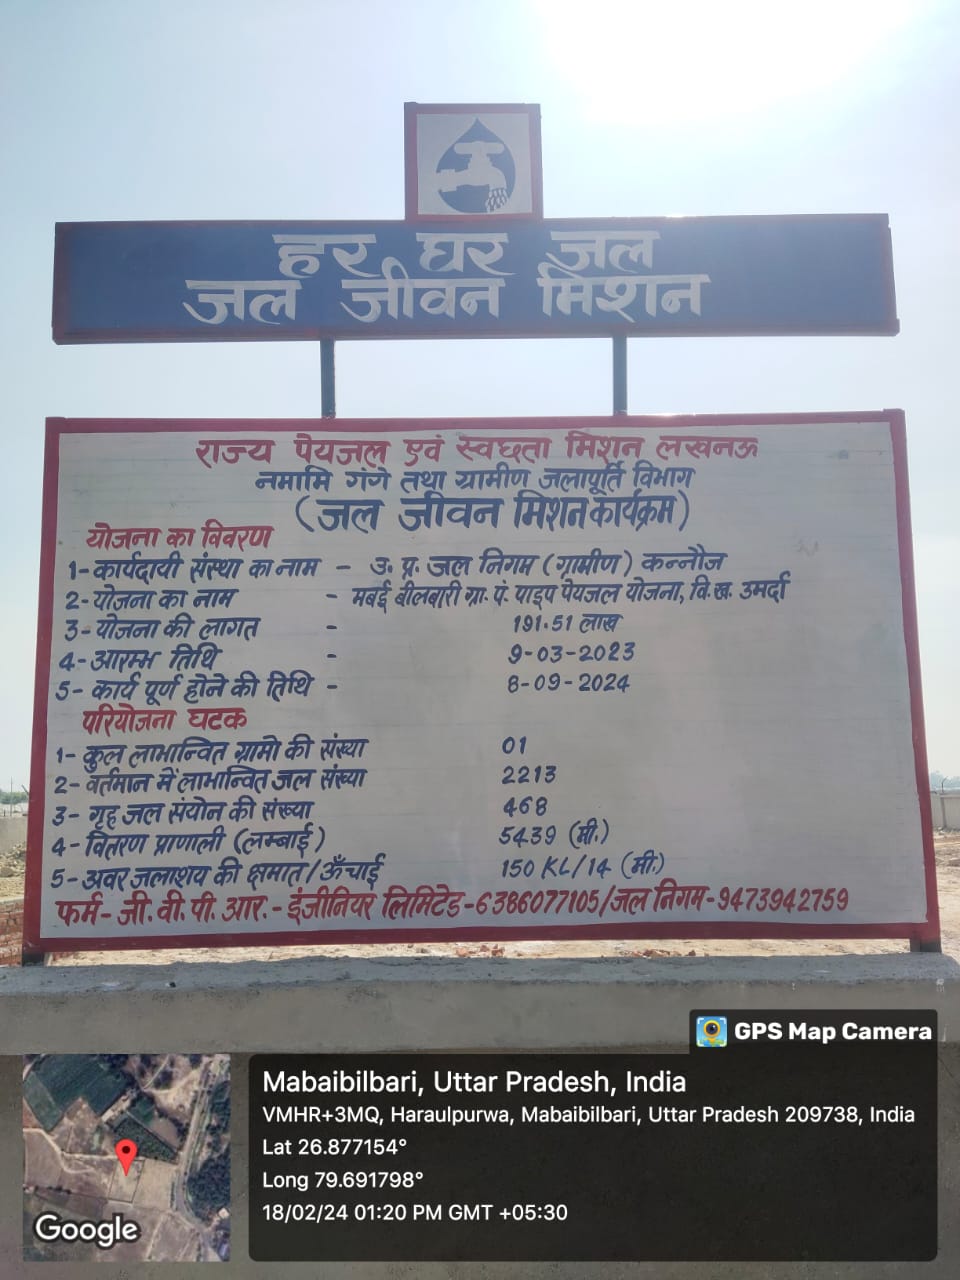 हर घर जल
जल जीवन मिशन
राज्य पेयजल एवं स्वच्छता मिशन लखनऊ
नमामि गंगे तथा ग्रामीण जलापूर्ति विभाग
(जल जीवन मिशन कार्यक्रम)
योजना का विवरण
1- कार्यदायी संस्था का नाम - उ. प्र. जल निगम (ग्रामीण) कन्नौज
2- योजना का नाम - मबई बीलबारी ग्रा. पं. पाइप पेयजल योजना, वि. ख. उमर्दा
3- योजना की लागत - 191.51 लाख
4- आरम्भ तिथि - 9-03-2023
5- कार्य पूर्ण होने की तिथि - 8-09-2024
परियोजना घटक
1- कुल लाभान्वित ग्रामो की संख्या 01
2- वर्तमान में लाभान्वित जल संख्या 2213
3- गृह जल संयोन की संख्या 468
4- वितरण प्राणाली (लम्बाई) 5439 (मी.)
5- अवर जलाशय की क्षमात/ऊँचाई 150 KL/14 (मी.)
फर्म- जी. वी. पी. आर.- इंजीनियर लिमिटेड-6386077105/जल निगम-9473942759
GPS Map Camera
Mabaibilbari, Uttar Pradesh, India
VMHR+3MQ, Haraulpurwa, Mabaibilbari, Uttar Pradesh 209738, India
Lat 26.877154°
Long 79.691798°
18/02/24 01:20 PM GMT +05:30
Google